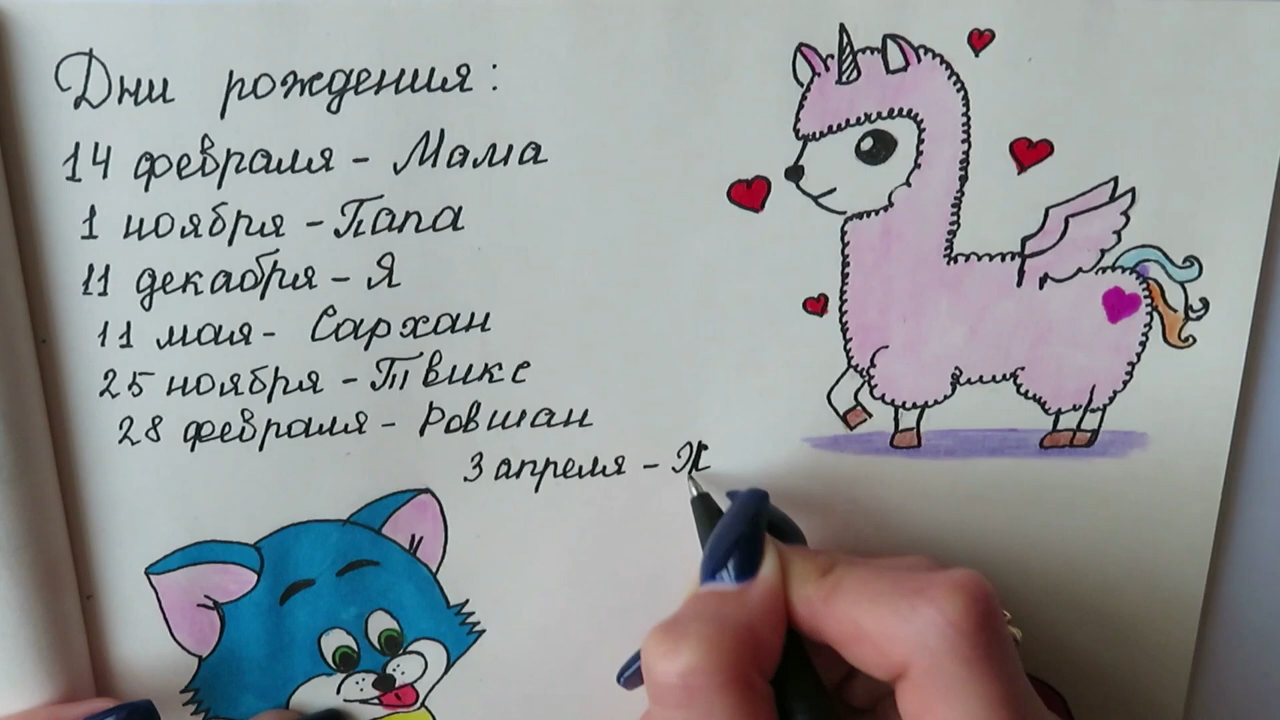 Дни рождения:
14 февраля - Мама
1 ноября - Папа
11 декабря - Я
11 мая - Сархан
25 ноября - Твикс
28 февраля - Ровшан
3 апреля - Ж